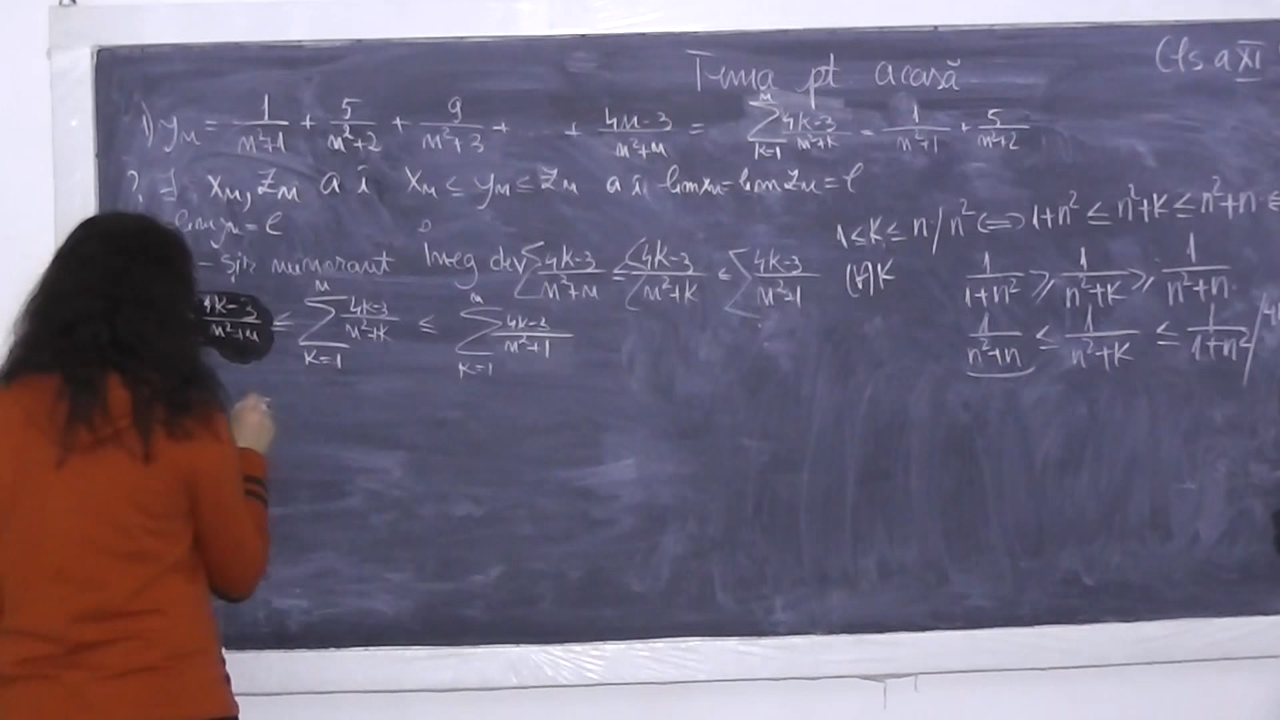 Tema pt acasă
Cls a XI
1) yₙ = 1/(n²+1) + 5/(n²+2) + 9/(n²+3) + + (4n-3)/(n²+n) = ∑_{k=1}^{n} (4k-3)/(n²+k) = 1/(n²+1) + 5/(n²+2)
? ∃ xₙ, zₙ a î xₙ ≤ yₙ ≤ zₙ a î lim xₙ = lim zₙ = l
lim yₙ = l
1≤K≤n / n² ⇔ 1+n² ≤ n²+K ≤ n²+n
- Șir numărant Ineg dev ∑ (4k-3)/(n²+n) ≤ ∑ (4k-3)/(n²+k) ≤ ∑ (4k-3)/(n²+1) (∀)K
1/(1+n²) ≥ 1/(n²+K) ≥ 1/(n²+n)
4k-3/(n²+n) ≤ ∑_{k=1}^{n} (4k-3)/(n²+k) ≤ ∑_{k=1}^{n} (4k-3)/(n²+1)
1/(n²+n) ≤ 1/(n²+K) ≤ 1/(1+n²) /